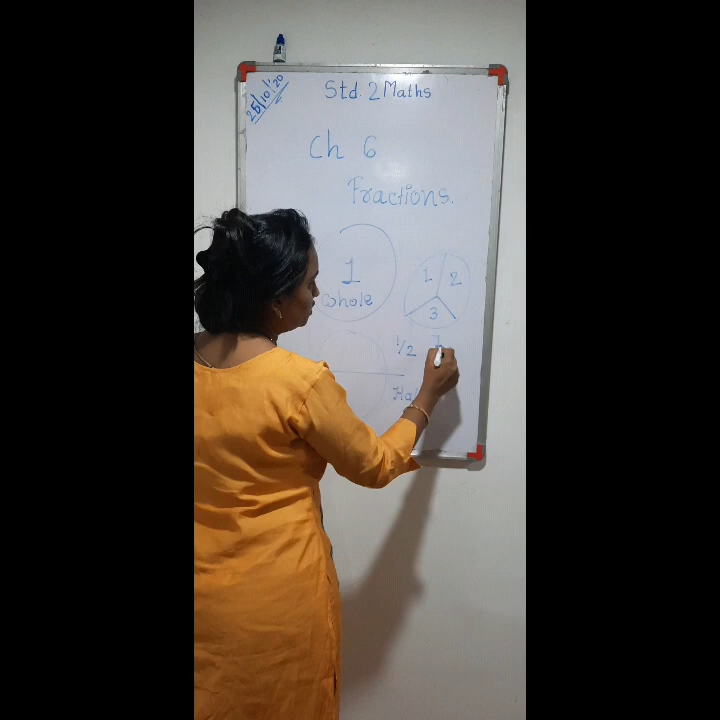 25/10/'20
Std. 2 Maths
Ch 6
Fractions.
1
whole
1 2
3
1/2